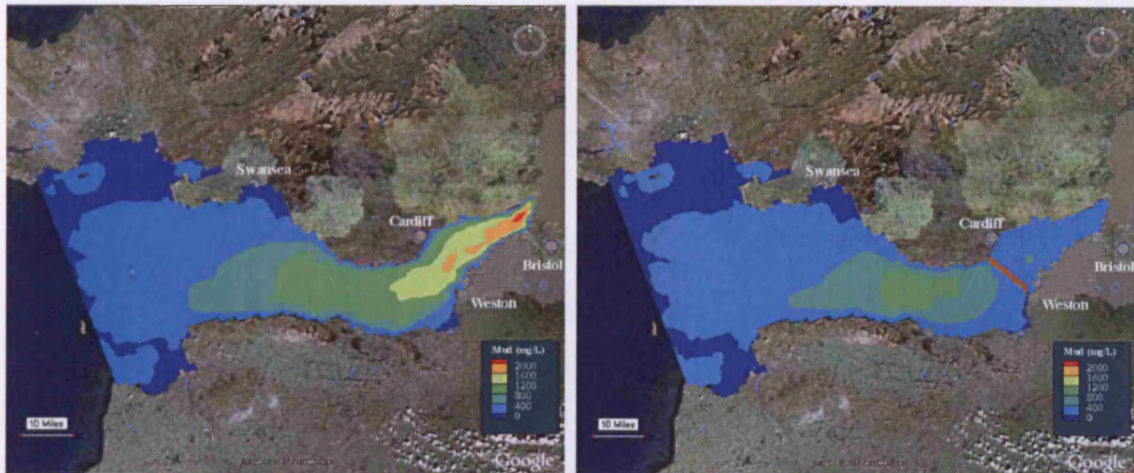 Swansea
Cardiff
Bristol
Weston
Mud (mg/L)
2000
1600
1200
800
400
0
10 Miles
Google
Swansea
Cardiff
Bristol
Weston
Mud (mg/L)
2000
1600
1200
800
400
0
10 Miles
Google